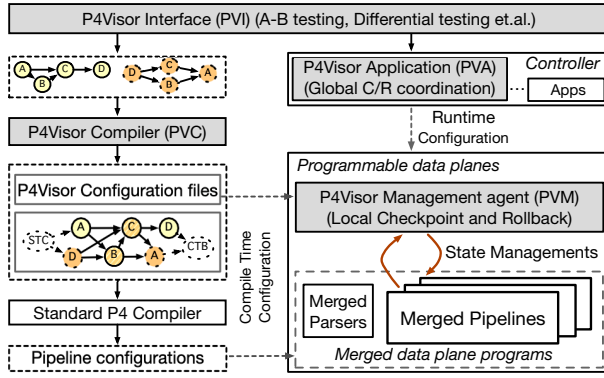 P4Visor Interface (PVI) (A-B testing, Differential testing et.al.)
A
B
C
D
D
C
B
A
P4Visor Compiler (PVC)
P4Visor Configuration files
STC
A
D
C
B
D
A
CTB
Standard P4 Compiler
Pipeline configurations
Compile Time
Configuration
P4Visor Application (PVA)
(Global C/R coordination)
Controller
...
Apps
Runtime
Configuration
Programmable data planes
P4Visor Management agent (PVM)
(Local Checkpoint and Rollback)
State Managements
Merged
Parsers
Merged Pipelines
Merged data plane programs